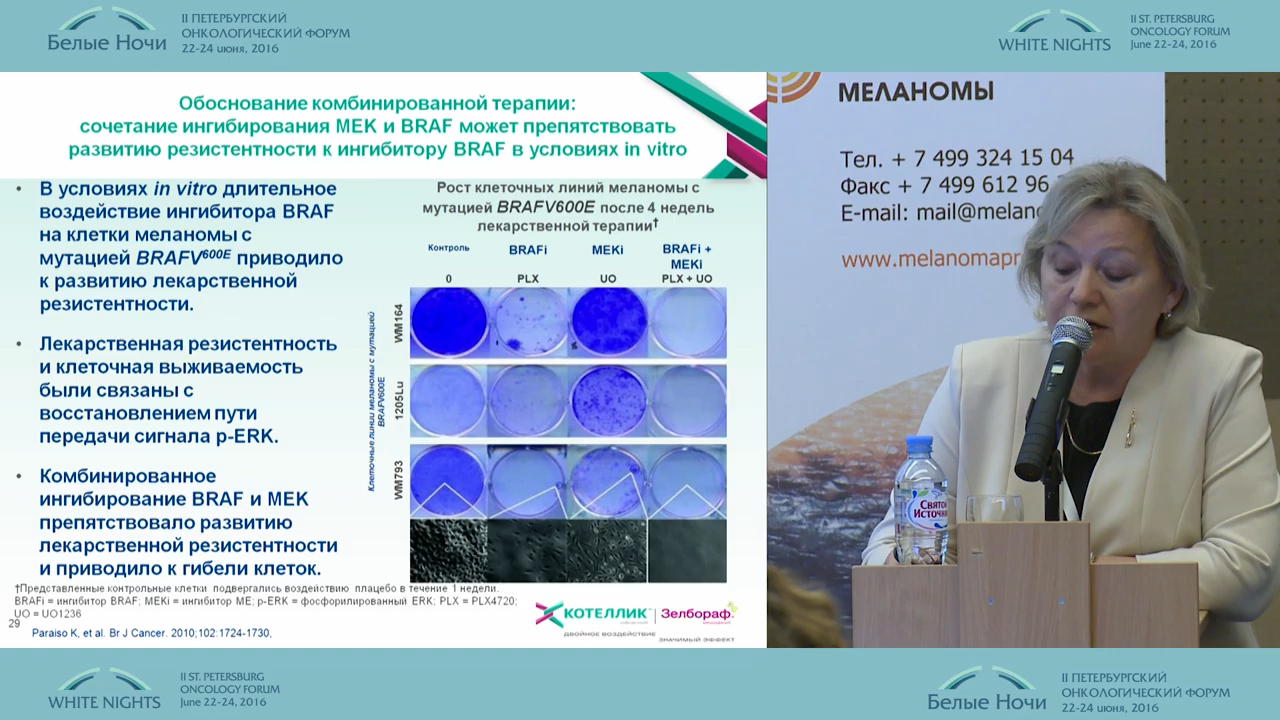 Белые Ночи
II ПЕТЕРБУРГСКИЙ
ОНКОЛОГИЧЕСКИЙ ФОРУМ
22-24 июня, 2016
WHITE NIGHTS
II ST. PETERSBURG
ONCOLOGY FORUM
June 22-24, 2016
Обоснование комбинированной терапии:
сочетание ингибирования MEK и BRAF может препятствовать
развитию резистентности к ингибитору BRAF в условиях in vitro
• В условиях in vitro длительное
воздействие ингибитора BRAF
на клетки меланомы с
мутацией BRAFV600E приводило
к развитию лекарственной
резистентности.
• Лекарственная резистентность
и клеточная выживаемость
были связаны с
восстановлением пути
передачи сигнала p-ERK.
• Комбинированное
ингибирование BRAF и MEK
препятствовало развитию
лекарственной резистентности
и приводило к гибели клеток.
Рост клеточных линий меланомы с
мутацией BRAFV600E после 4 недель
лекарственной терапии†
Контроль BRAFi MEKi BRAFi +
MEKi
0 PLX UO PLX + UO
Клеточные линии меланомы с мутацией
BRAFV600E
WM164
1205Lu
WM793
†Представленные контрольные клетки подвергались воздействию плацебо в течение 1 недели.
BRAFi = ингибитор BRAF; MEKi = ингибитор ME; p-ERK = фосфорилированный ERK; PLX = PLX4720;
UO = UO1236
29
Paraiso K, et al. Br J Cancer. 2010;102:1724-1730.
КОТЕЛЛИК
Зелбораф
ДВОЙНОЕ ВОЗДЕЙСТВИЕ
ЗНАЧИМЫЙ ЭФФЕКТ
МЕЛАНОМЫ
Тел. + 7 499 324 15 04
Факс + 7 499 612 96
E-mail: mail@melan
www.melanomapr
WHITE NIGHTS
II ST. PETERSBURG
ONCOLOGY FORUM
June 22-24, 2016
Белые Ночи
II ПЕТЕРБУРГСКИЙ
ОНКОЛОГИЧЕСКИЙ ФОРУМ
22-24 июня, 2016